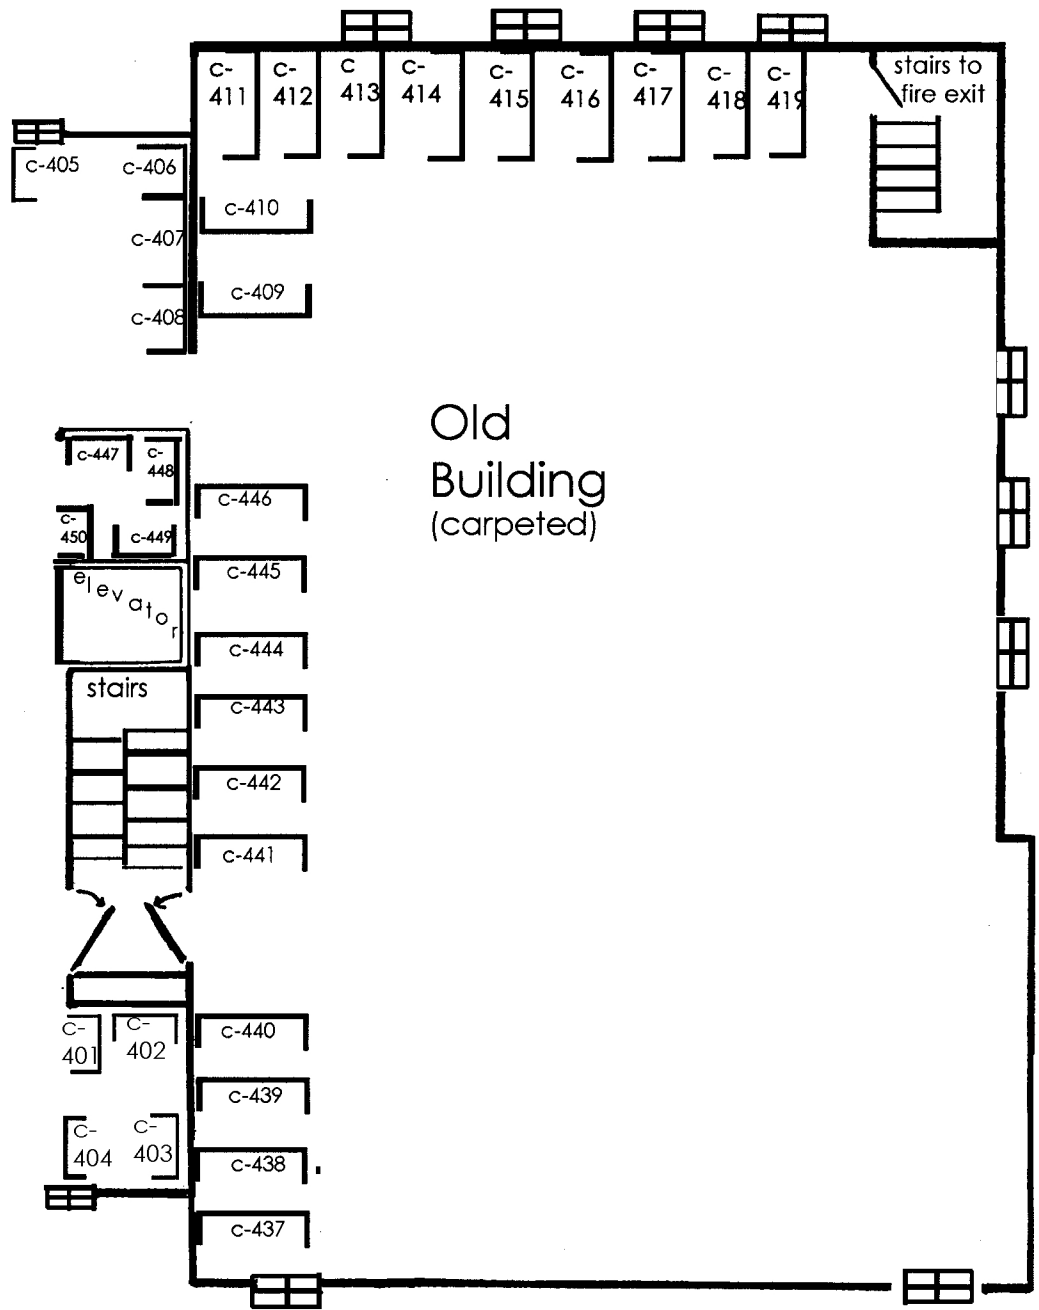 c-
411
c-
412
c
413
c-
414
c-
415
c-
416
c-
417
c-
418
c-
419
stairs to
fire exit
c-405
c-406
c-410
c-407
c-409
c-408
Old
Building
(carpeted)
c-447
c-
448
c-446
c-
450
c-449
elevator
c-445
c-444
stairs
c-443
c-442
c-441
C-
401
C-
402
c-440
c-439
C-
404
C-
403
c-438
c-437